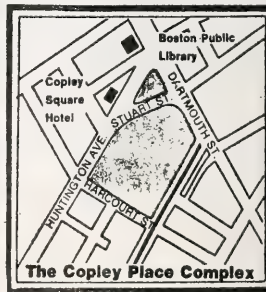 Boston Public
Library
Copley
Square
Hotel
DARTMOUTH ST.
STUART ST.
HUNTINGTON AVE.
HARCOURT ST.
The Copley Place Complex